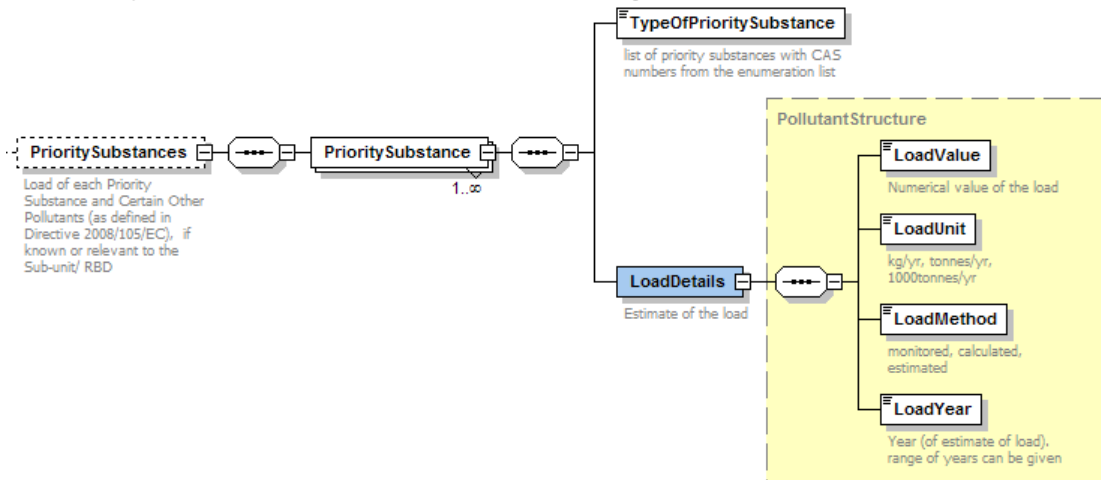 TypeOfPrioritySubstance
list of priority substances with CAS
numbers from the enumeration list
PollutantStructure
PrioritySubstances
Load of each Priority
Substance and Certain Other
Pollutants (as defined in
Directive 2008/105/EC), if
known or relevant to the
Sub-unit/ RBD
PrioritySubstance
1..∞
LoadDetails
Estimate of the load
LoadValue
Numerical value of the load
LoadUnit
kg/yr, tonnes/yr,
1000tonnes/yr
LoadMethod
monitored, calculated,
estimated
LoadYear
Year (of estimate of load),
range of years can be given